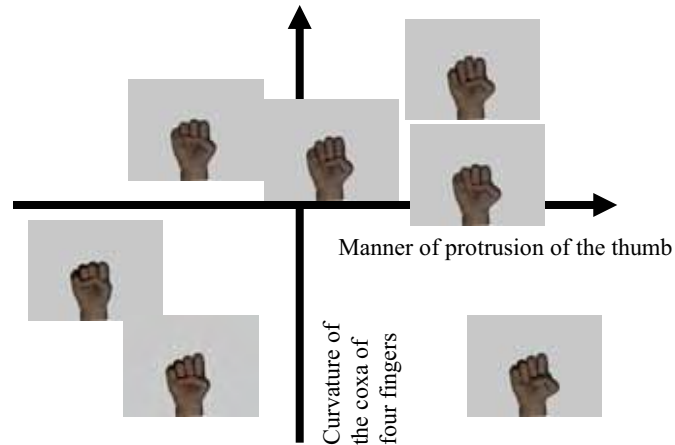 Manner of protrusion of the thumb
Curvature of
the coxa of
four fingers